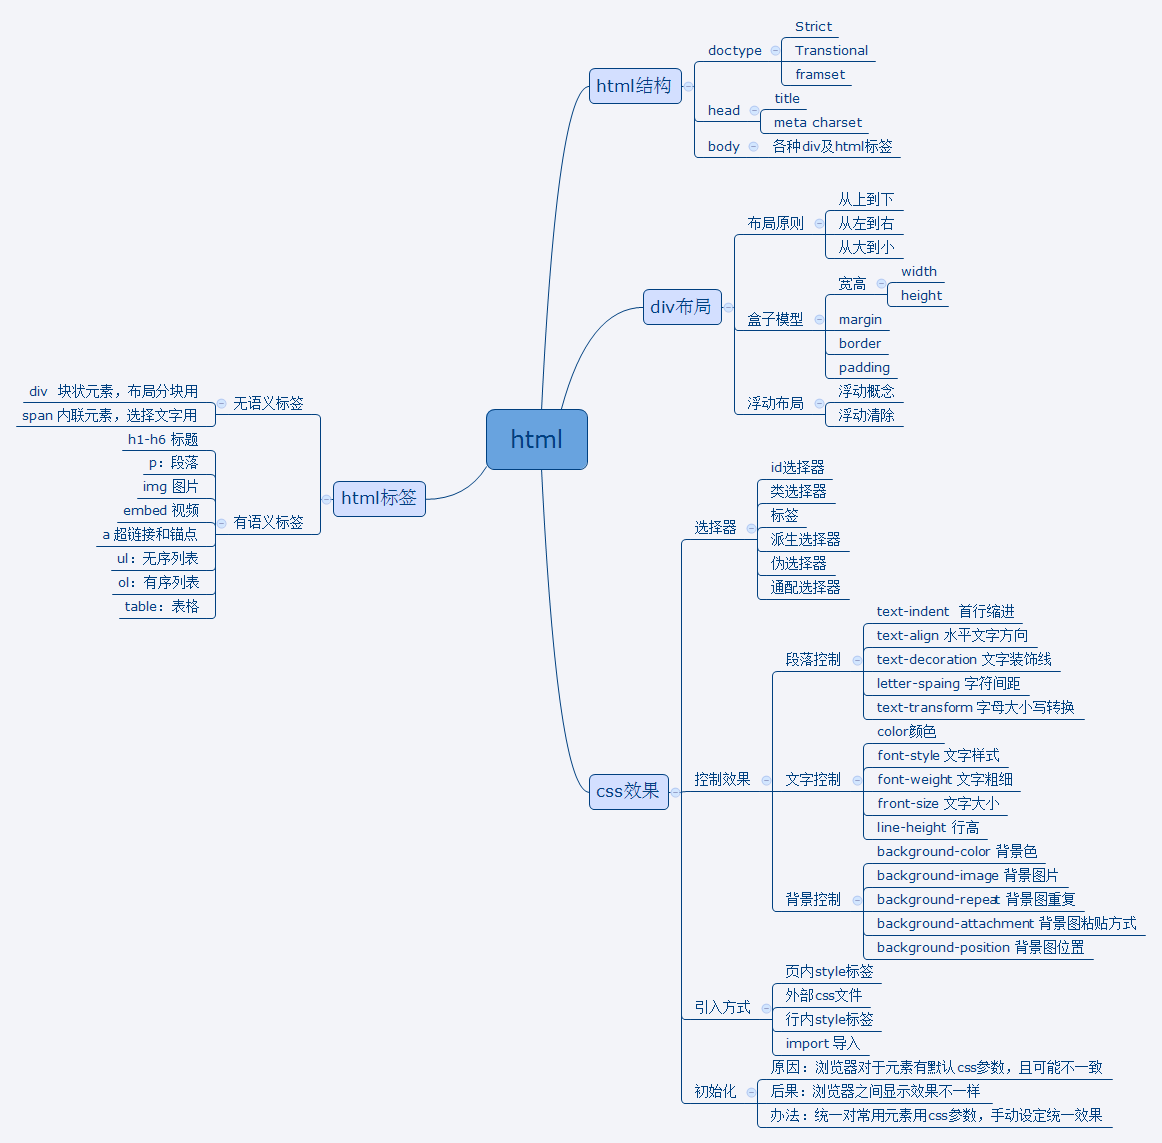 html
html结构
doctype
Strict
Transtional
framset
head
title
meta charset
body
各种div及html标签
div布局
布局原则
从上到下
从左到右
从大到小
盒子模型
宽高
width
height
margin
border
padding
浮动布局
浮动概念
浮动清除
css效果
选择器
id选择器
类选择器
标签
派生选择器
伪选择器
通配选择器
控制效果
段落控制
text-indent 首行缩进
text-align 水平文字方向
text-decoration 文字装饰线
letter-spaing 字符间距
text-transform 字母大小写转换
文字控制
color颜色
font-style 文字样式
font-weight 文字粗细
front-size 文字大小
line-height 行高
背景控制
background-color 背景色
background-image 背景图片
background-repeat 背景图重复
background-attachment 背景图粘贴方式
background-position 背景图位置
引入方式
页内style标签
外部css文件
行内style标签
import 导入
初始化
原因：浏览器对于元素有默认css参数，且可能不一致
后果：浏览器之间显示效果不一样
办法：统一对常用元素用css参数，手动设定统一效果
html标签
无语义标签
div 块状元素，布局分块用
span 内联元素，选择文字用
有语义标签
h1-h6 标题
p：段落
img 图片
embed 视频
a 超链接和锚点
ul：无序列表
ol：有序列表
table：表格